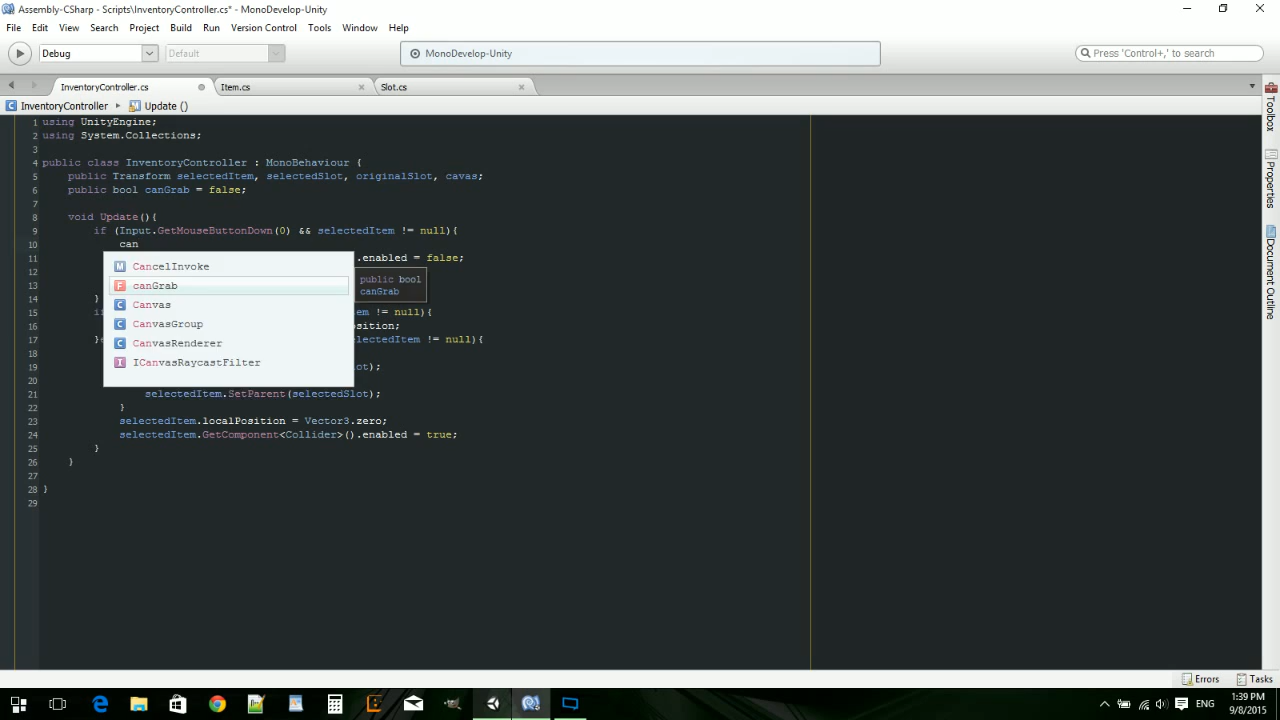 Assembly-CSharp - Scripts\InventoryController.cs* - MonoDevelop-Unity
File Edit View Search Project Build Run Version Control Tools Window Help
Debug Default MonoDevelop-Unity Press 'Control+,' to search
InventoryController.cs Item.cs Slot.cs
InventoryController Update ()
1 using UnityEngine;
2 using System.Collections;
3
4 public class InventoryController : MonoBehaviour {
5 public Transform selectedItem, selectedSlot, originalSlot, cavas;
6 public bool canGrab = false;
7
8 void Update(){
9 if (Input.GetMouseButtonDown(0) && selectedItem != null){
10 can
11 .enabled = false;
12
13
14 }
15 != null){
16 osition;
17 }e lectedItem != null){
18
19 ot);
20
21 selectedItem.SetParent(selectedSlot);
22 }
23 selectedItem.localPosition = Vector3.zero;
24 selectedItem.GetComponent<Collider>().enabled = true;
25 }
26 }
27
28 }
29
CancelInvoke
canGrab
Canvas
CanvasGroup
CanvasRenderer
ICanvasRaycastFilter
public bool
canGrab
Toolbox
Properties
Document Outline
Errors Tasks
ENG
1:39 PM
9/8/2015